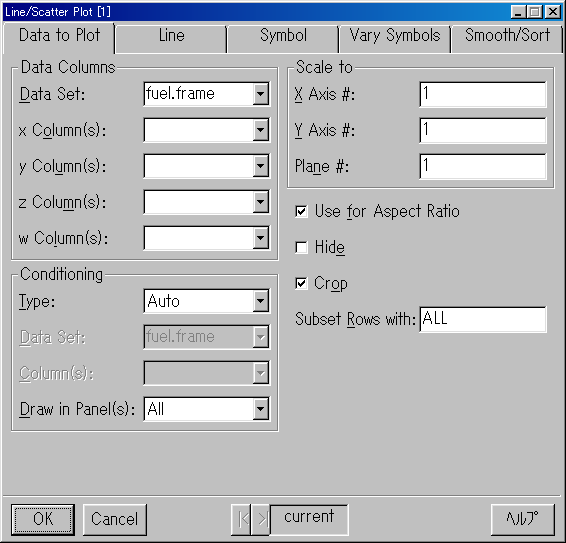 Line/Scatter Plot [1]
Data to Plot
Line
Symbol
Vary Symbols
Smooth/Sort
Data Columns
Data Set:
fuel.frame
x Column(s):
y Column(s):
z Column(s):
w Column(s):
Conditioning
Type:
Auto
Data Set:
fuel.frame
Column(s):
Draw in Panel(s):
All
Scale to
X Axis #:
1
Y Axis #:
1
Plane #:
1
Use for Aspect Ratio
Hide
Crop
Subset Rows with:
ALL
OK
Cancel
current
ﾍﾙﾌﾟ